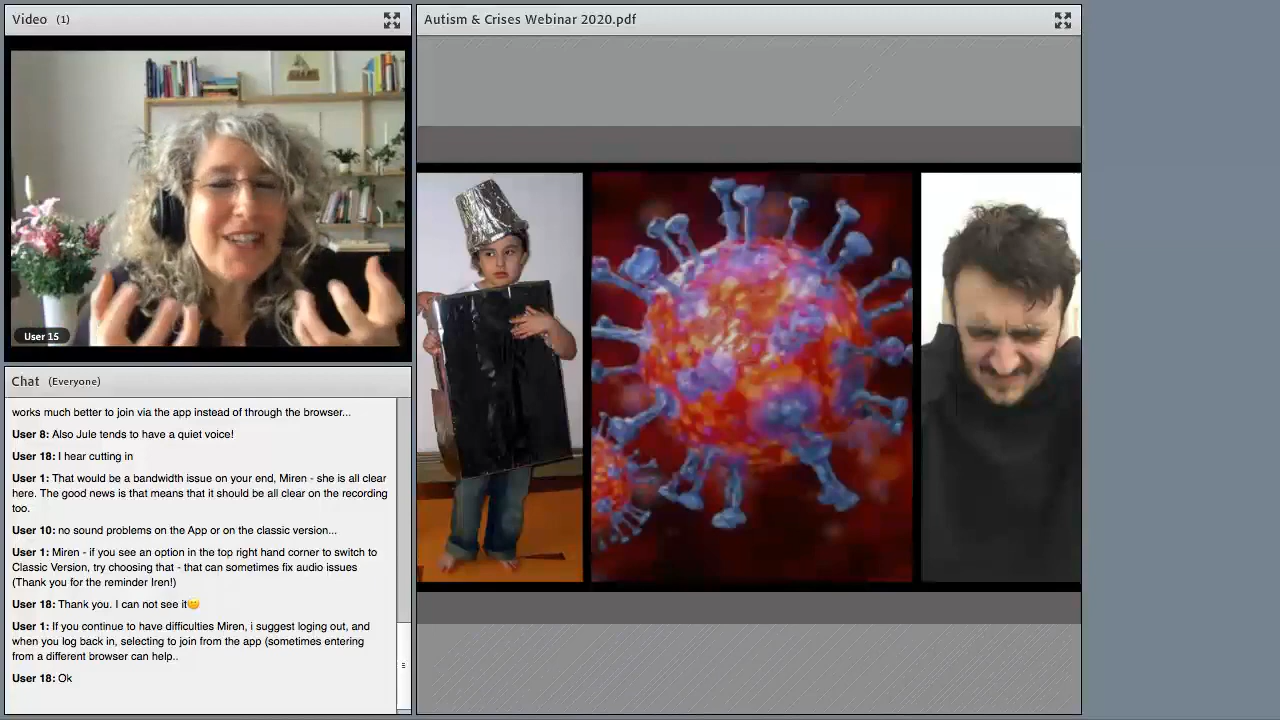 Video (1)
Autism & Crises Webinar 2020.pdf
User 15
Chat (Everyone)
works much better to join via the app instead of through the browser...
User 8: Also Jule tends to have a quiet voice!
User 18: I hear cutting in
User 1: That would be a bandwidth issue on your end, Miren - she is all clear
here. The good news is that means that it should be all clear on the recording
too.
User 10: no sound problems on the App or on the classic version...
User 1: Miren - if you see an option in the top right hand corner to switch to
Classic Version, try choosing that - that can sometimes fix audio issues
(Thank you for the reminder Iren!)
User 18: Thank you. I can not see it😕
User 1: If you continue to have difficulties Miren, i suggest loging out, and
when you log back in, selecting to join from the app (sometimes entering
from a different browser can help..
User 18: Ok